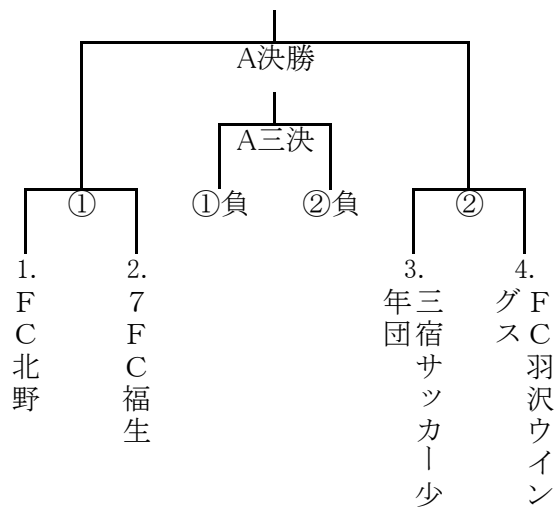 A決勝
A三決
①
①負
②負
②
1.
FC北野
2.
7FC福生
3.
三宿サッカー少
年団
4.
FC羽沢ウイン
グス